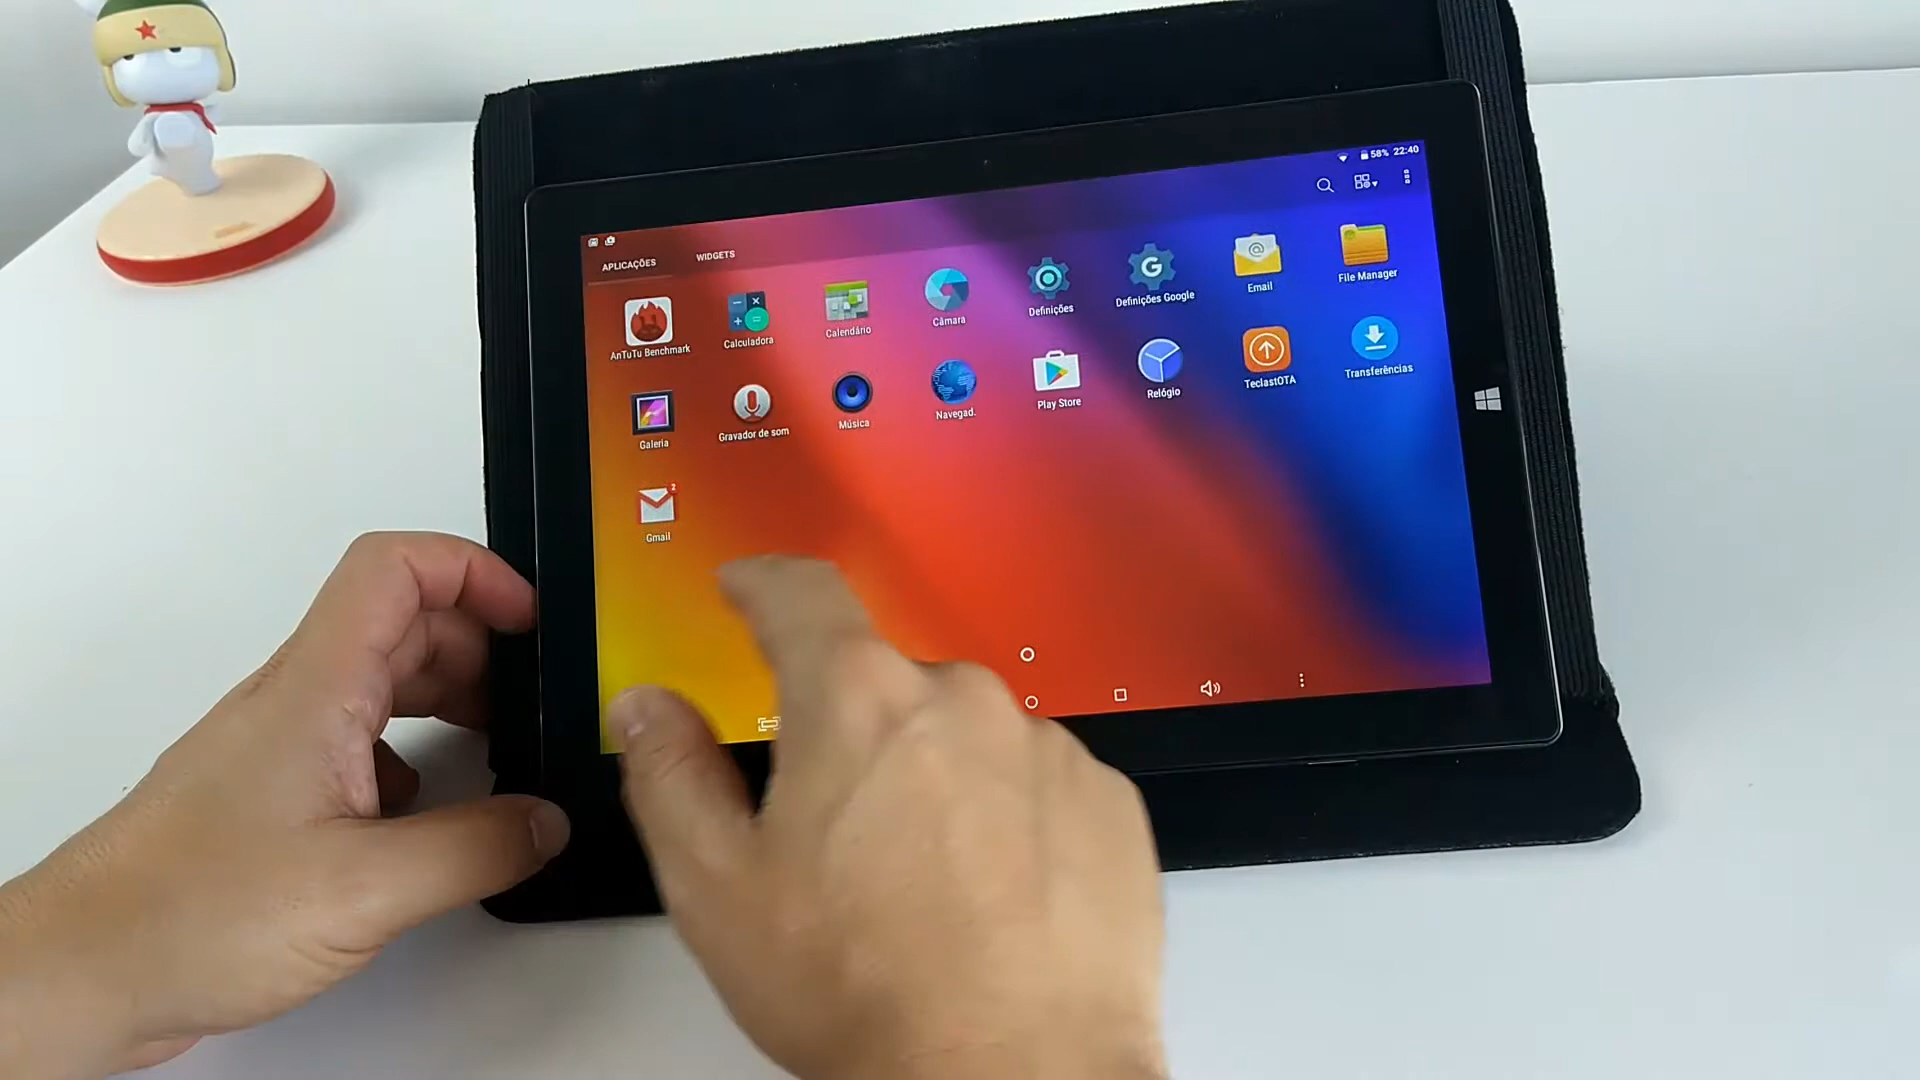 58% 22:40
APLICAÇÕES WIDGETS
AnTuTu Benchmark
Calculadora
Calendário
Câmara
Definições
Definições Google
Email
File Manager
Galeria
Gravador de som
Música
Navegad.
Play Store
Relógio
TeclastOTA
Transferências
2
Gmail